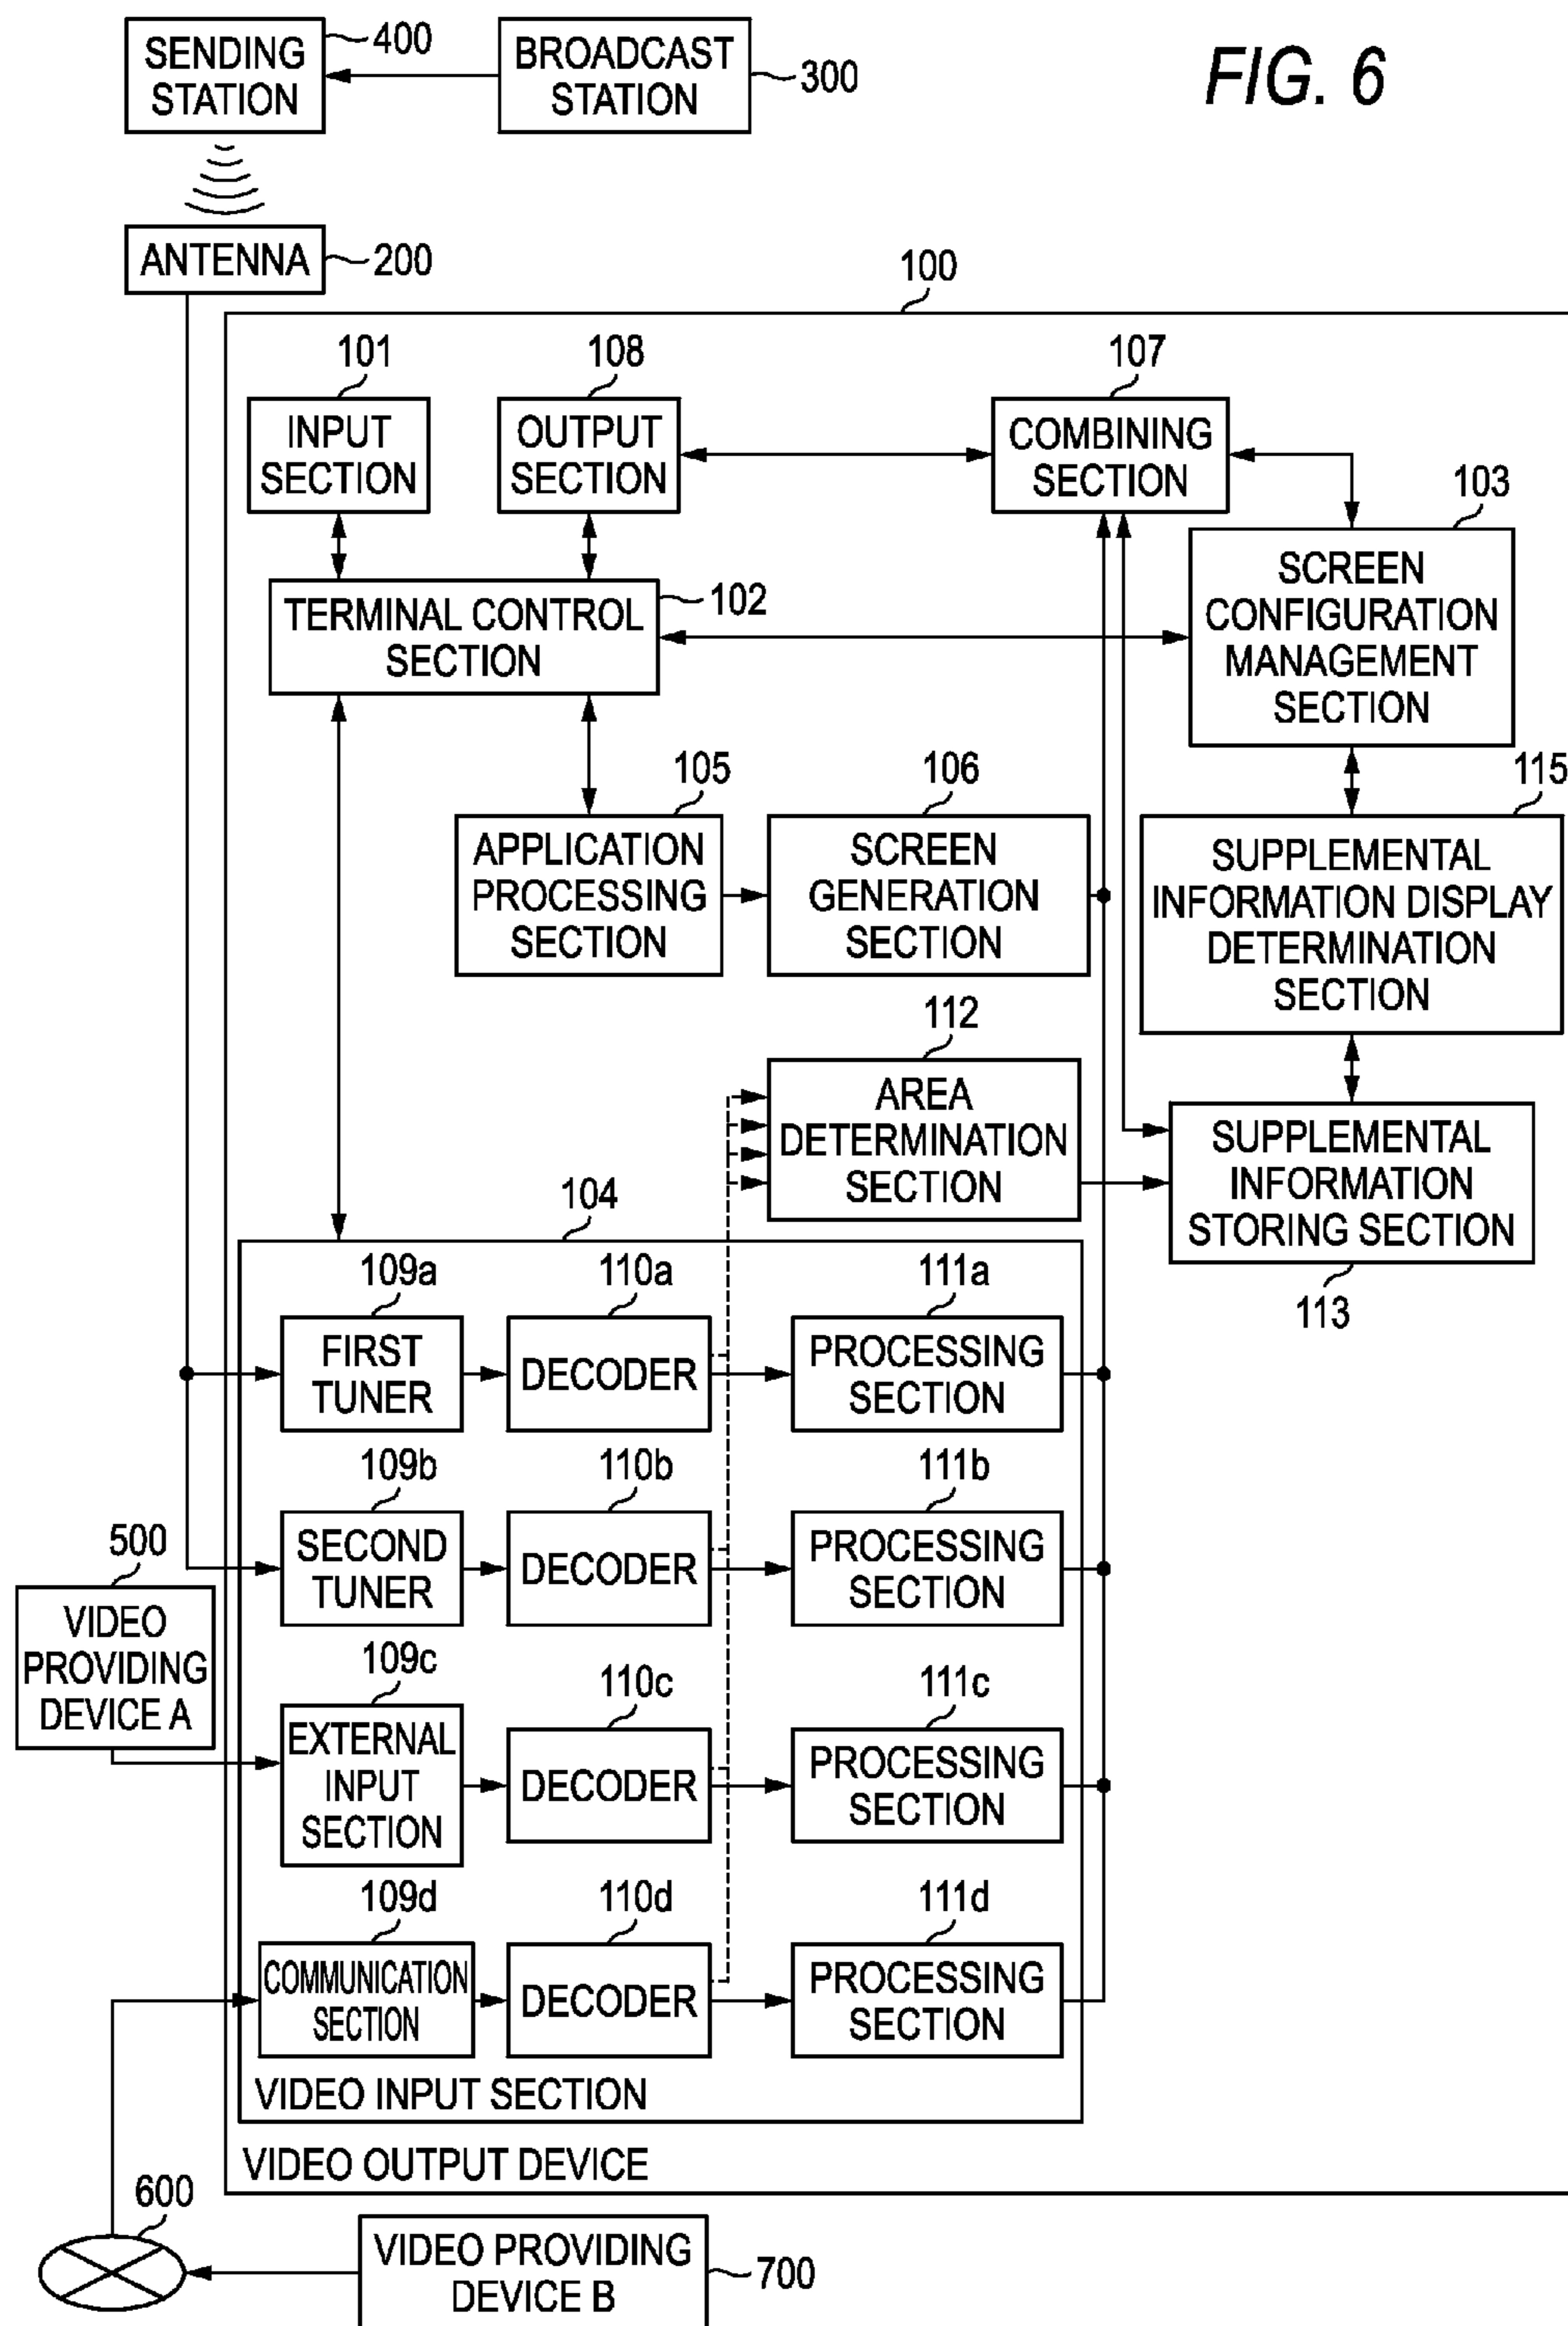 FIG. 6
SENDING
STATION
400
BROADCAST
STATION
300
ANTENNA
200
100
101
INPUT
SECTION
108
OUTPUT
SECTION
107
COMBINING
SECTION
103
SCREEN
CONFIGURATION
MANAGEMENT
SECTION
TERMINAL CONTROL
SECTION
102
105
APPLICATION
PROCESSING
SECTION
106
SCREEN
GENERATION
SECTION
115
SUPPLEMENTAL
INFORMATION DISPLAY
DETERMINATION
SECTION
112
AREA
DETERMINATION
SECTION
SUPPLEMENTAL
INFORMATION
STORING SECTION
113
104
109a
FIRST
TUNER
110a
DECODER
111a
PROCESSING
SECTION
109b
SECOND
TUNER
110b
DECODER
111b
PROCESSING
SECTION
500
VIDEO
PROVIDING
DEVICE A
109c
EXTERNAL
INPUT
SECTION
110c
DECODER
111c
PROCESSING
SECTION
109d
COMMUNICATION
SECTION
110d
DECODER
111d
PROCESSING
SECTION
VIDEO INPUT SECTION
VIDEO OUTPUT DEVICE
600
VIDEO PROVIDING
DEVICE B
700